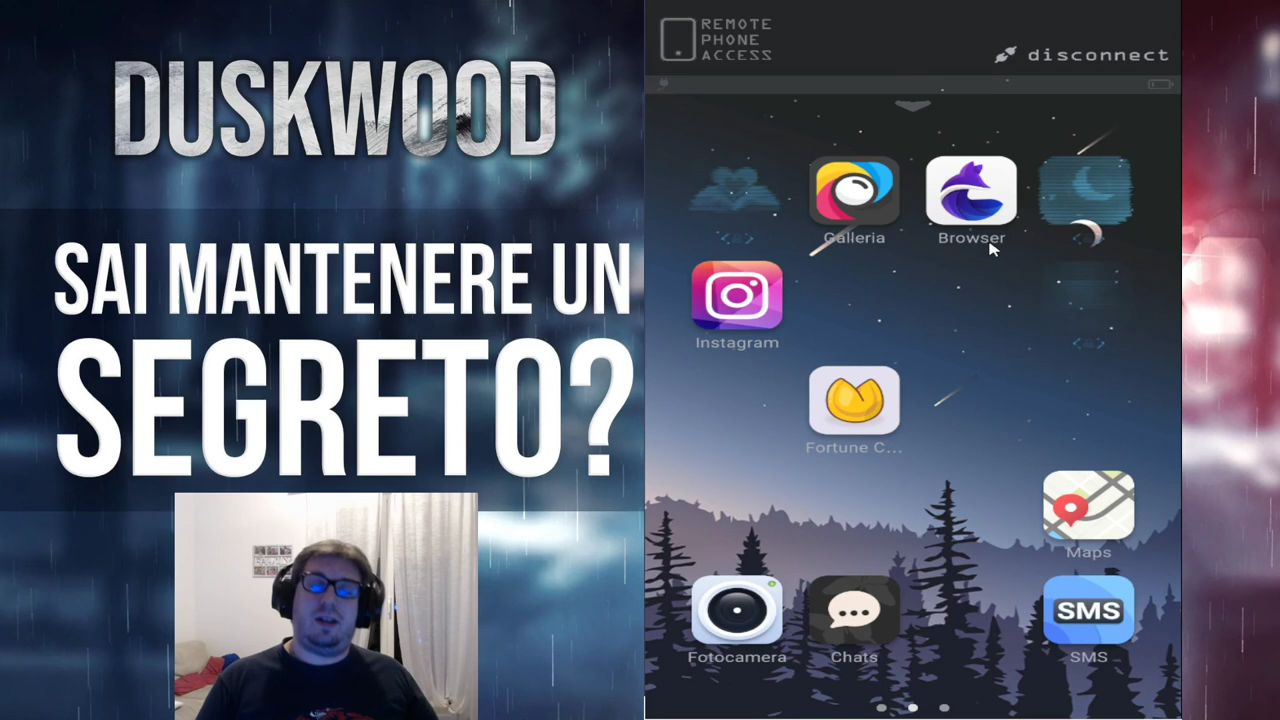 DUSKWOOD
SAI MANTENERE UN
SEGRETO?
REMOTE
PHONE
ACCESS
disconnect
Galleria
Browser
Instagram
Fortune C...
Maps
SMS
Fotocamera
Chats
SMS